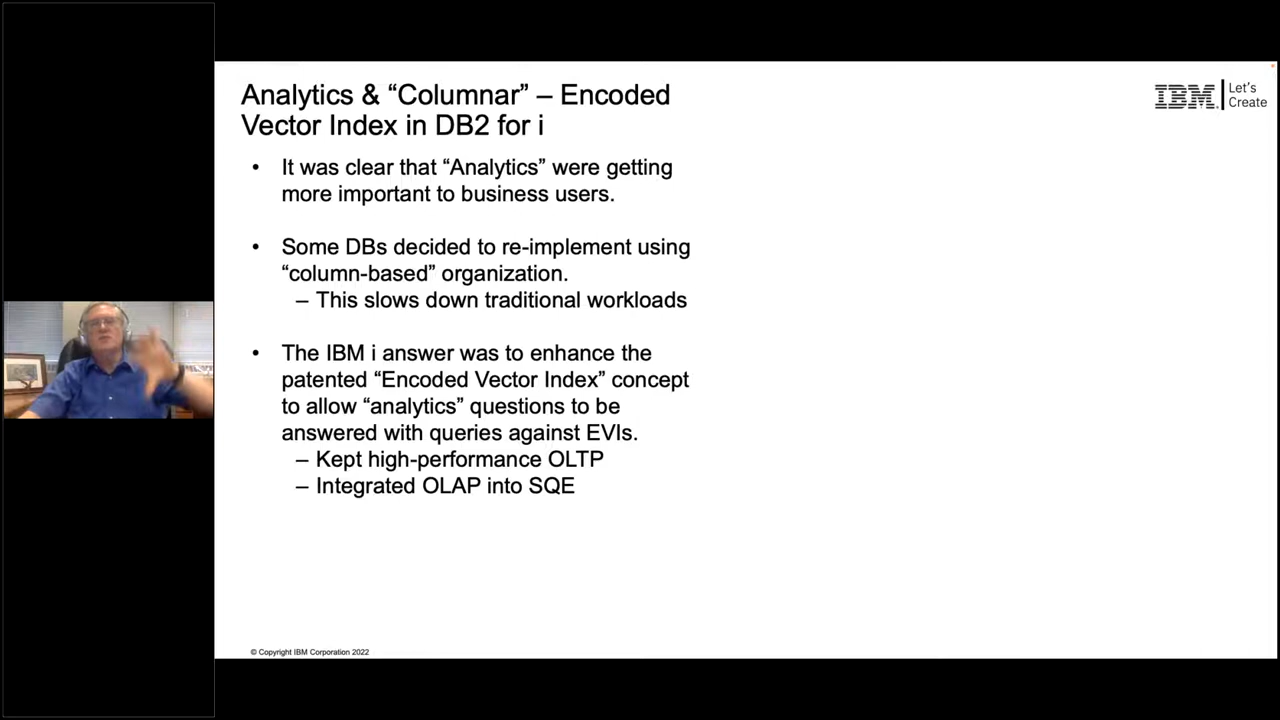 Analytics & “Columnar” – Encoded
Vector Index in DB2 for i
IBM
Let's
Create
• It was clear that “Analytics” were getting
more important to business users.
• Some DBs decided to re-implement using
“column-based” organization.
– This slows down traditional workloads
• The IBM i answer was to enhance the
patented “Encoded Vector Index” concept
to allow “analytics” questions to be
answered with queries against EVIs.
– Kept high-performance OLTP
– Integrated OLAP into SQE
© Copyright IBM Corporation 2022